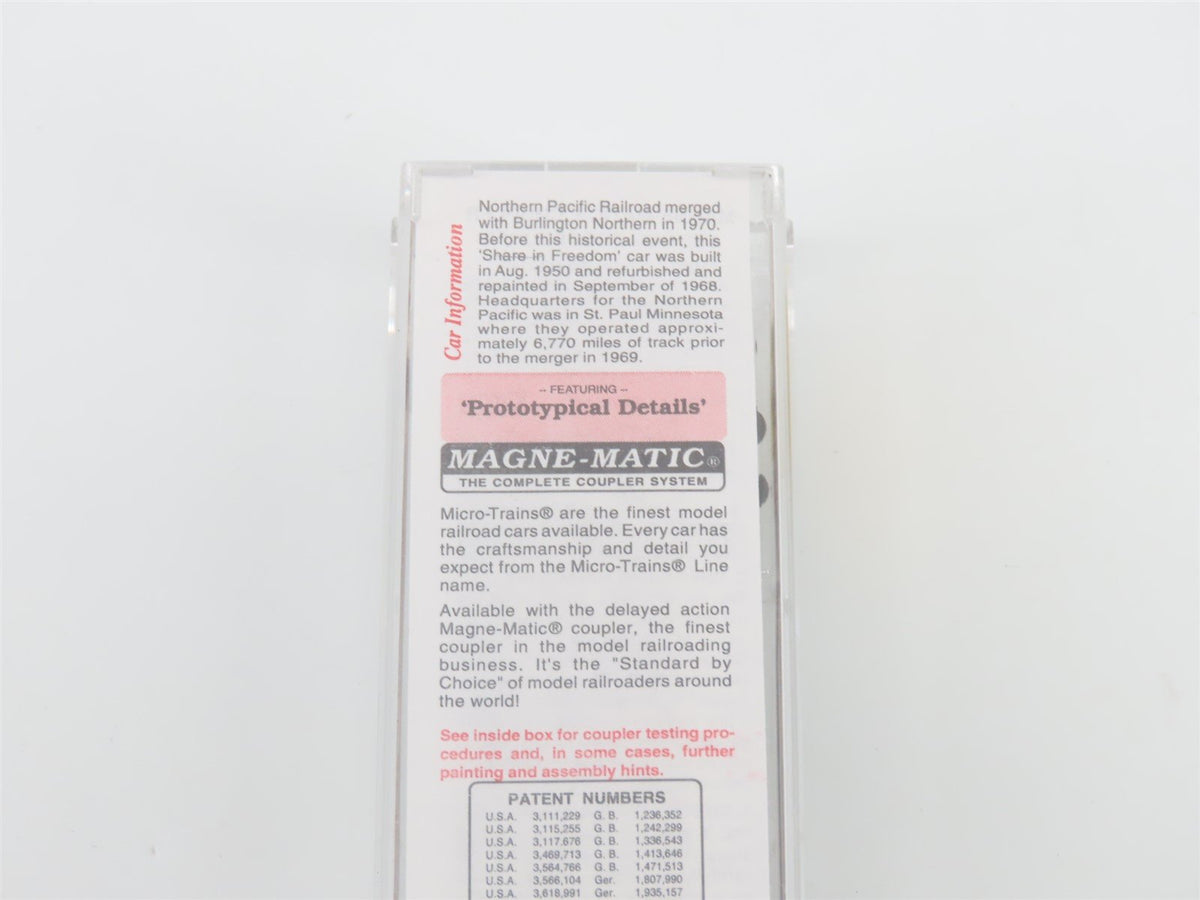 Car Information
Northern Pacific Railroad merged
with Burlington Northern in 1970.
Before this historical event, this
'Share in Freedom' car was built
in Aug. 1950 and refurbished and
repainted in September of 1968.
Headquarters for the Northern
Pacific was in St. Paul Minnesota
where they operated approxi-
mately 6,770 miles of track prior
to the merger in 1969.
– FEATURING –
'Prototypical Details'
MAGNE-MATIC®
THE COMPLETE COUPLER SYSTEM
Micro-Trains® are the finest model
railroad cars available. Every car has
the craftsmanship and detail you
expect from the Micro-Trains® Line
name.
Available with the delayed action
Magne-Matic® coupler, the finest
coupler in the model railroading
business. It's the "Standard by
Choice" of model railroaders around
the world!
See inside box for coupler testing pro-
cedures and, in some cases, further
painting and assembly hints.
PATENT NUMBERS
U.S.A. 3,111,229 G. B. 1,236,352
U.S.A. 3,115,255 G. B. 1,242,299
U.S.A. 3,117,676 G. B. 1,336,543
U.S.A. 3,469,713 G. B. 1,413,646
U.S.A. 3,564,766 G. B. 1,471,513
U.S.A. 3,566,104 Ger. 1,807,990
U.S.A. 3,618,991 Ger. 1,935,157